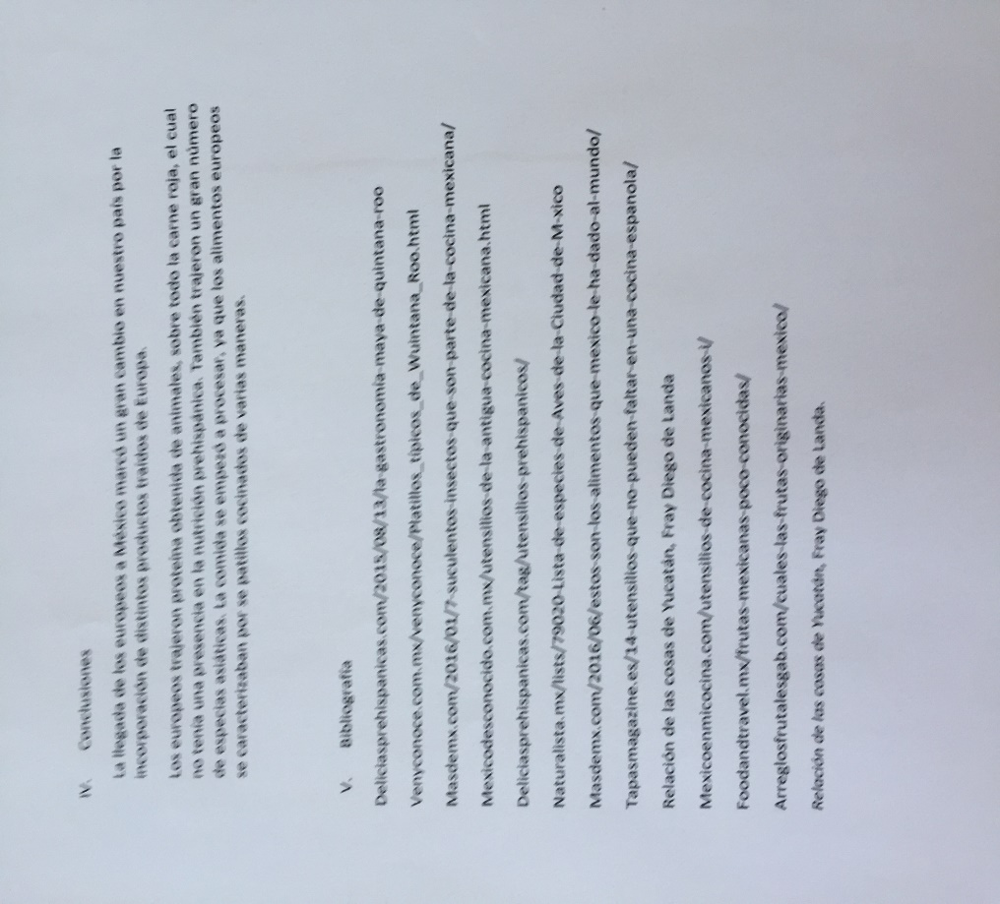 IV. Conclusiones
La llegada de los europeos a México marcó un gran cambio en nuestro país por la
incorporación de distintos productos traídos de Europa.
Los europeos trajeron proteína obtenida de animales, sobre todo la carne roja, el cual
no tenía una presencia en la nutrición prehispánica. También trajeron un gran número
de especias asiáticas. La comida se empezó a procesar, ya que los alimentos europeos
se caracterizaban por se patillos cocinados de varias maneras.
V. Bibliografía
Deliciasprehispanicas.com/2015/08/13/la-gastronomia-maya-de-quintana-roo
Venyconoce.com.mx/venyconoce/Platillos_tipicos_de_Wuintana_Roo.html
Masdemx.com/2016/01/7-suculentos-insectos-que-son-parte-de-la-cocina-mexicana/
Mexicodesconocido.com.mx/utensilios-de-la-antigua-cocina-mexicana.html
Deliciasprehispanicas.com/tag/utensilios-prehispanicos/
Naturalista.mx/lists/79020-Lista-de-especies-de-Aves-de-la-Ciudad-de-M-xico
Masdemx.com/2016/06/estos-son-los-alimentos-que-mexico-le-ha-dado-al-mundo/
Tapasmagazine.es/14-utensilios-que-no-pueden-faltar-en-una-cocina-espanola/
Relación de las cosas de Yucatán, Fray Diego de Landa
Mexicoenmicocina.com/utensilios-de-cocina-mexicanos-i/
Foodandtravel.mx/frutas-mexicanas-poco-conocidas/
Arreglosfrutalesgab.com/cuales-las-frutas-originarias-mexico/
Relación de las cosas de Yucatán, Fray Diego de Landa.